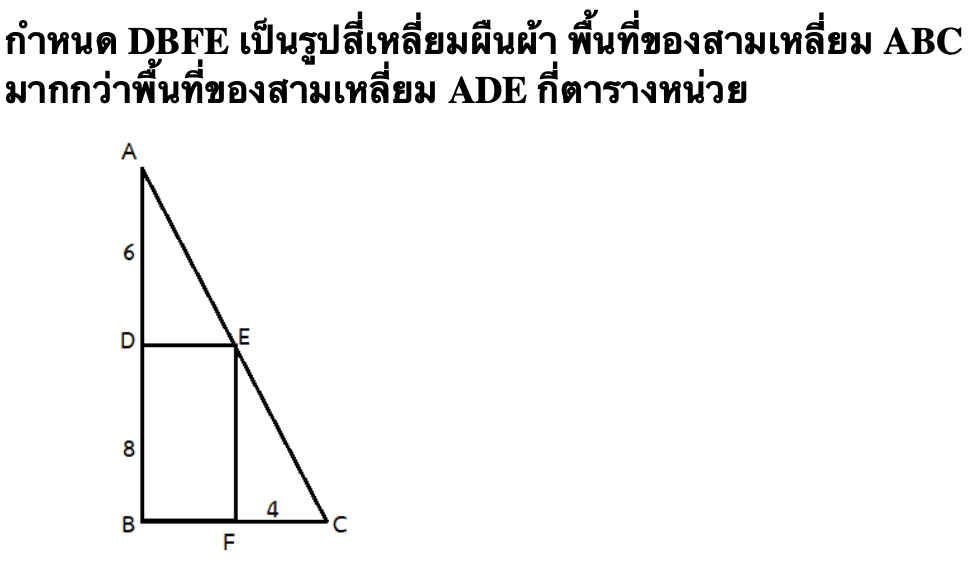 กำหนด DBFE เป็นรูปสี่เหลี่ยมผืนผ้า พื้นที่ของสามเหลี่ยม ABC
มากกว่าพื้นที่ของสามเหลี่ยม ADE กี่ตารางหน่วย
A
6
D
E
8
4
B
C
F